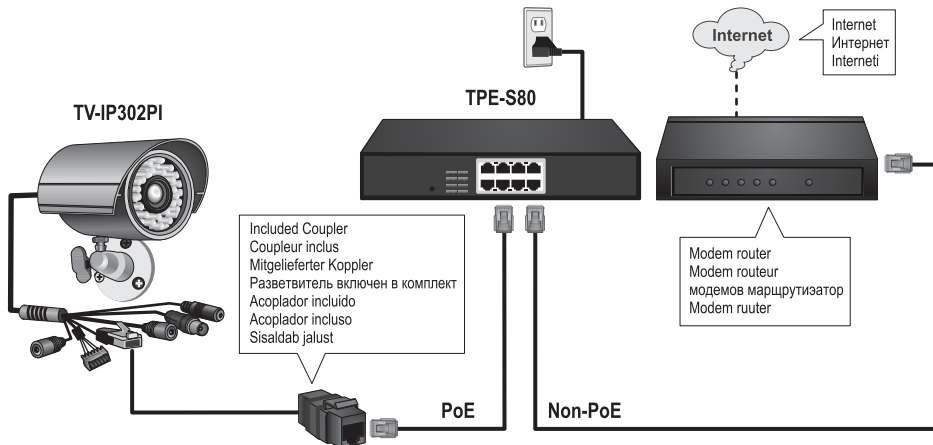 Internet
Internet
Интернет
Interneti
TPE-S80
TV-IP302PI
Included Coupler
Coupleur inclus
Mitgelieferter Koppler
Разветвитель включен в комплект
Acoplador incluido
Acoplador incluso
Sisaldab jalust
Modem router
Modem routeur
модемов маршрутизатор
Modem ruuter
PoE
Non-PoE